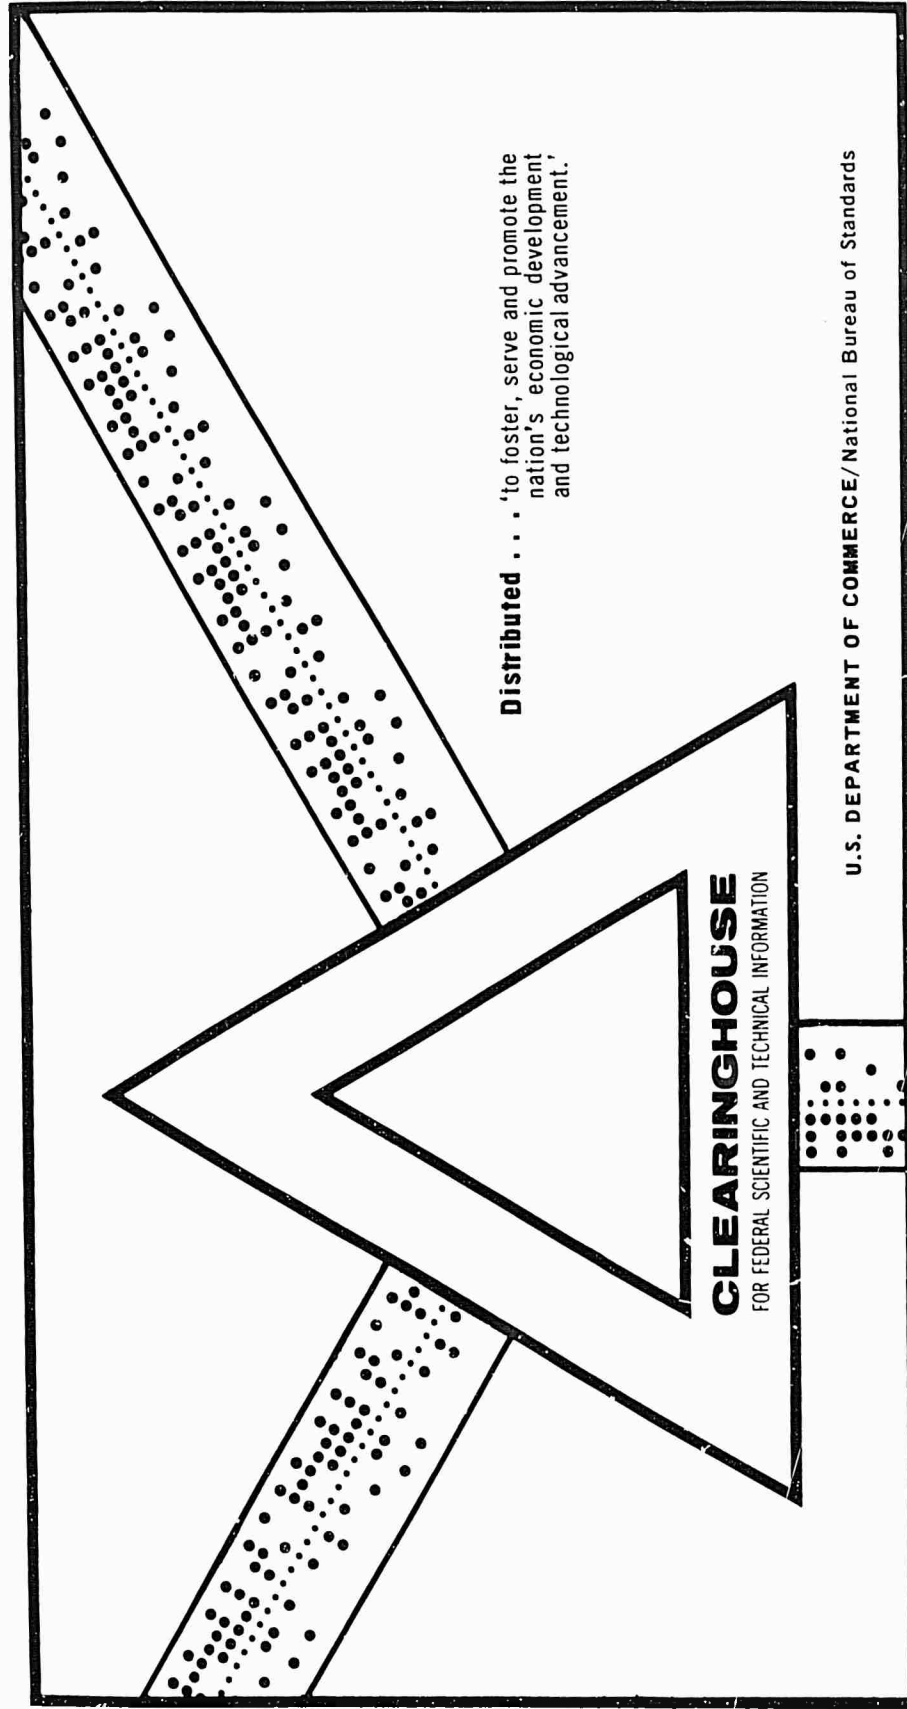 Distributed . . . 'to foster, serve and promote the
nation's economic development
and technological advancement.'
CLEARINGHOUSE
FOR FEDERAL SCIENTIFIC AND TECHNICAL INFORMATION
U.S. DEPARTMENT OF COMMERCE/National Bureau of Standards